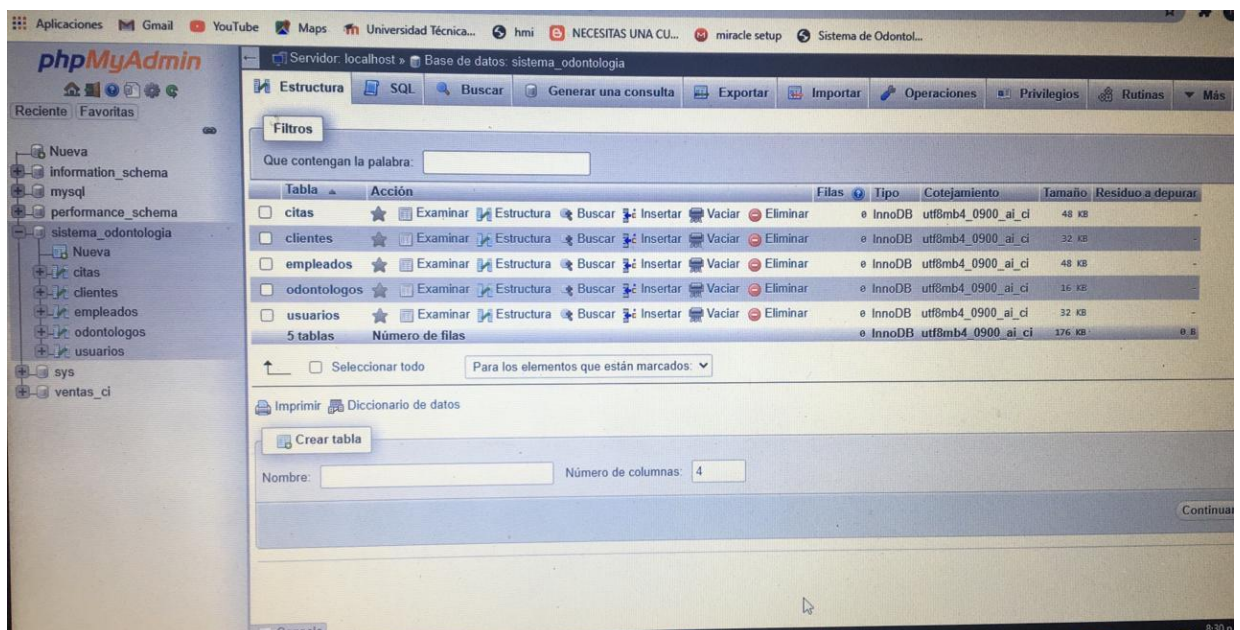 Aplicaciones Gmail YouTube Maps Universidad Técnica... hmi NECESITAS UNA CU... miracle setup Sistema de Odontol...
phpMyAdmin
Reciente Favoritas
Nueva
information_schema
mysql
performance_schema
sistema_odontologia
Nueva
citas
clientes
empleados
odontologos
usuarios
sys
ventas_ci
Servidor: localhost » Base de datos: sistema_odontologia
Estructura SQL Buscar Generar una consulta Exportar Importar Operaciones Privilegios Rutinas Más
Filtros
Que contengan la palabra:
Tabla Acción Filas Tipo Cotejamiento Tamaño Residuo a depurar
citas Examinar Estructura Buscar Insertar Vaciar Eliminar 0 InnoDB utf8mb4_0900_ai_ci 48 KB -
clientes Examinar Estructura Buscar Insertar Vaciar Eliminar 0 InnoDB utf8mb4_0900_ai_ci 32 KB -
empleados Examinar Estructura Buscar Insertar Vaciar Eliminar 0 InnoDB utf8mb4_0900_ai_ci 48 KB -
odontologos Examinar Estructura Buscar Insertar Vaciar Eliminar 0 InnoDB utf8mb4_0900_ai_ci 16 KB -
usuarios Examinar Estructura Buscar Insertar Vaciar Eliminar 0 InnoDB utf8mb4_0900_ai_ci 32 KB -
5 tablas Número de filas 0 InnoDB utf8mb4_0900_ai_ci 176 KB 0 B
Seleccionar todo Para los elementos que están marcados:
Imprimir Diccionario de datos
Crear tabla
Nombre: Número de columnas: 4
Continuar